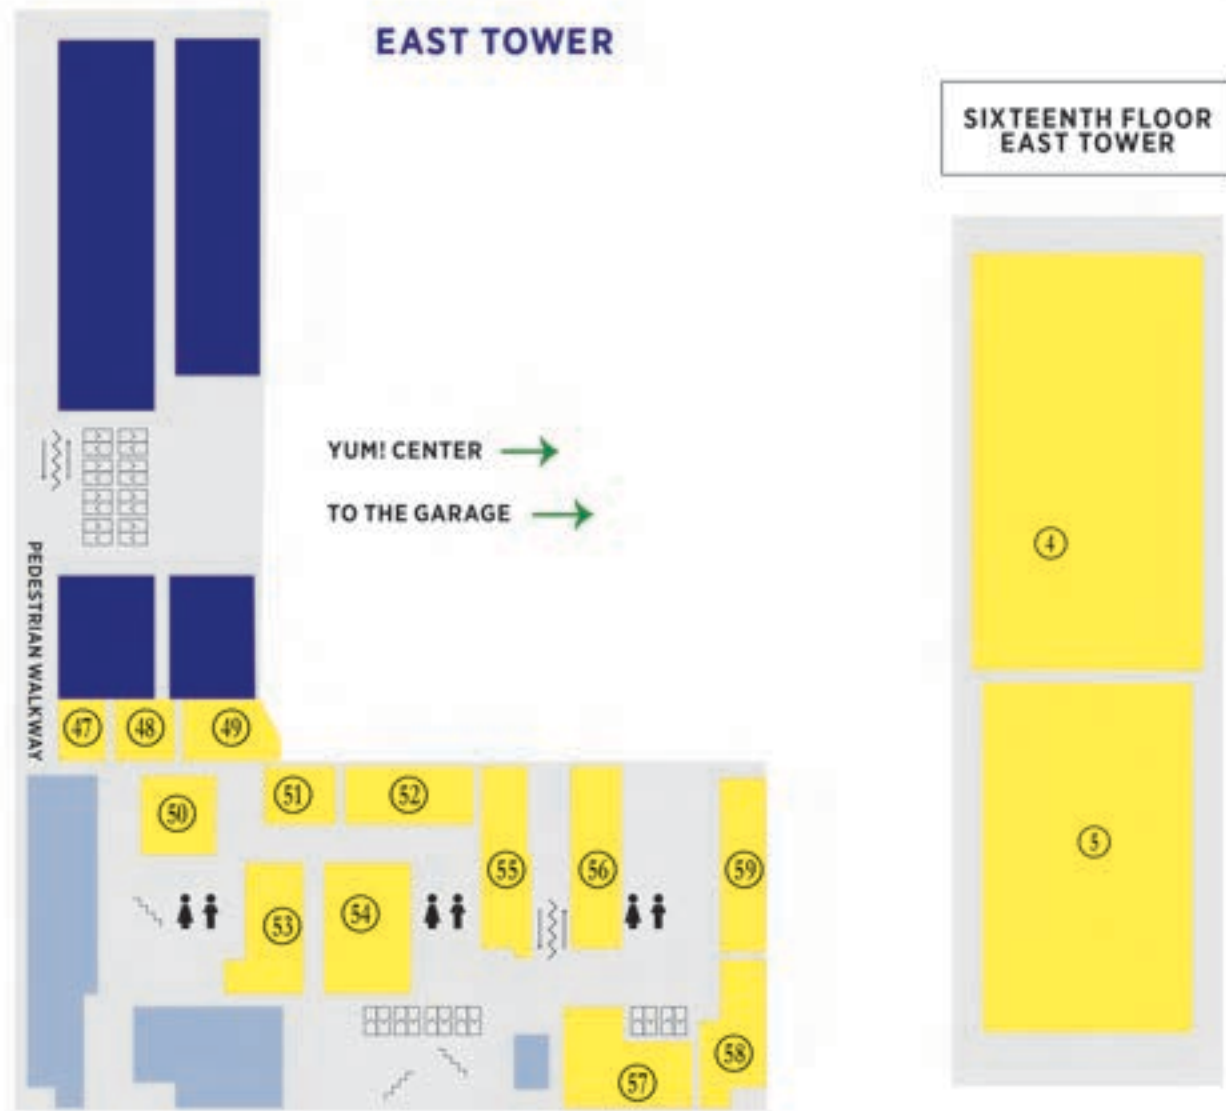 EAST TOWER
SIXTEENTH FLOOR
EAST TOWER
YUM! CENTER
TO THE GARAGE
PEDESTRIAN WALKWAY
4
5
47
48
49
50
51
52
53
54
55
56
59
57
58